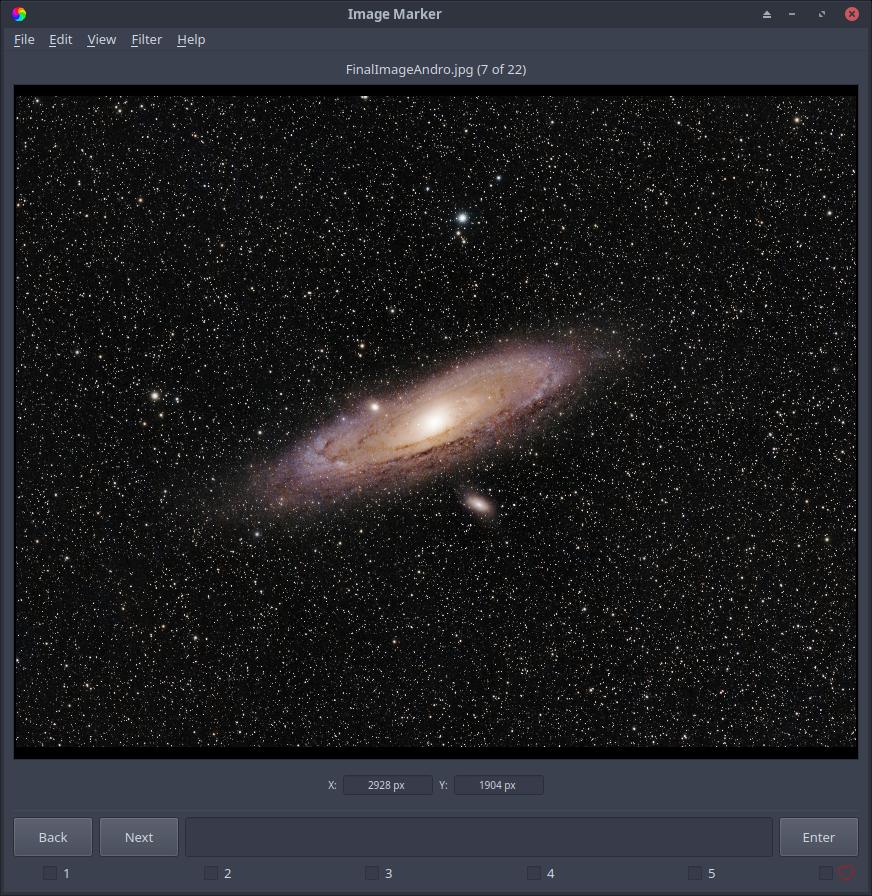 Image Marker
File Edit View Filter Help
FinalImageAndro.jpg (7 of 22)
X: 2928 px Y: 1904 px
Back Next Enter
1 2 3 4 5